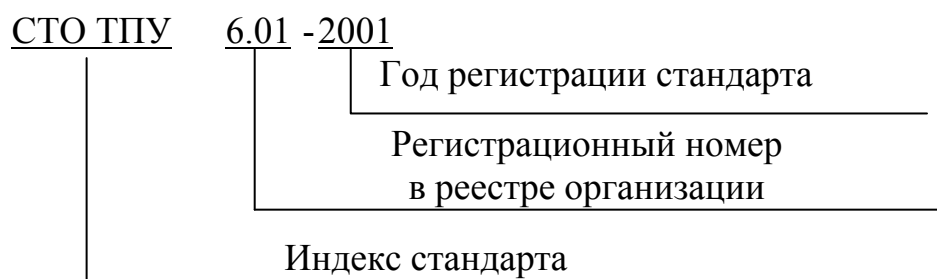 СТО ТПУ 6.01 -2001
Год регистрации стандарта
Регистрационный номер
в реестре организации
Индекс стандарта